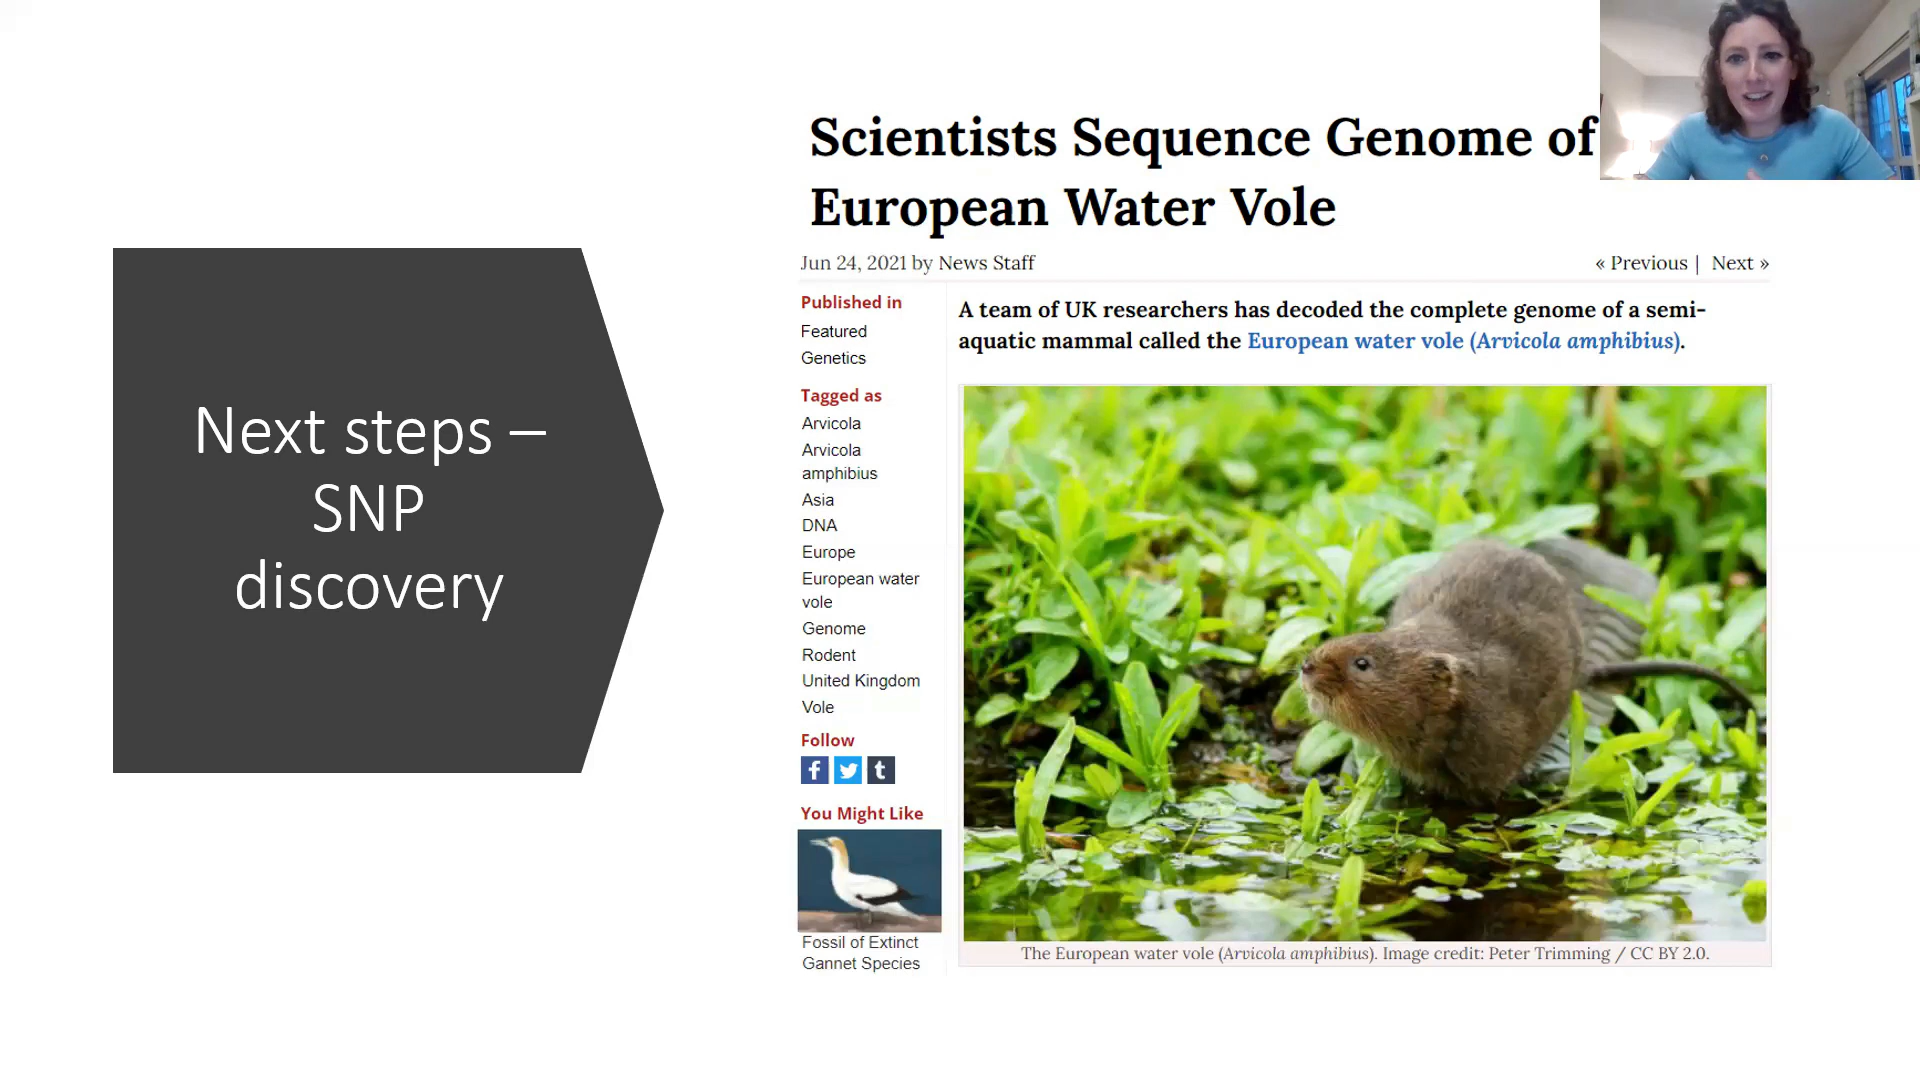 Next steps –
SNP
discovery
Scientists Sequence Genome of
European Water Vole
Jun 24, 2021 by News Staff
« Previous | Next »
Published in
Featured
Genetics
Tagged as
Arvicola
Arvicola
amphibius
Asia
DNA
Europe
European water
vole
Genome
Rodent
United Kingdom
Vole
Follow
You Might Like
Fossil of Extinct
Gannet Species
A team of UK researchers has decoded the complete genome of a semi-
aquatic mammal called the European water vole (Arvicola amphibius).
The European water vole (Arvicola amphibius). Image credit: Peter Trimming / CC BY 2.0.